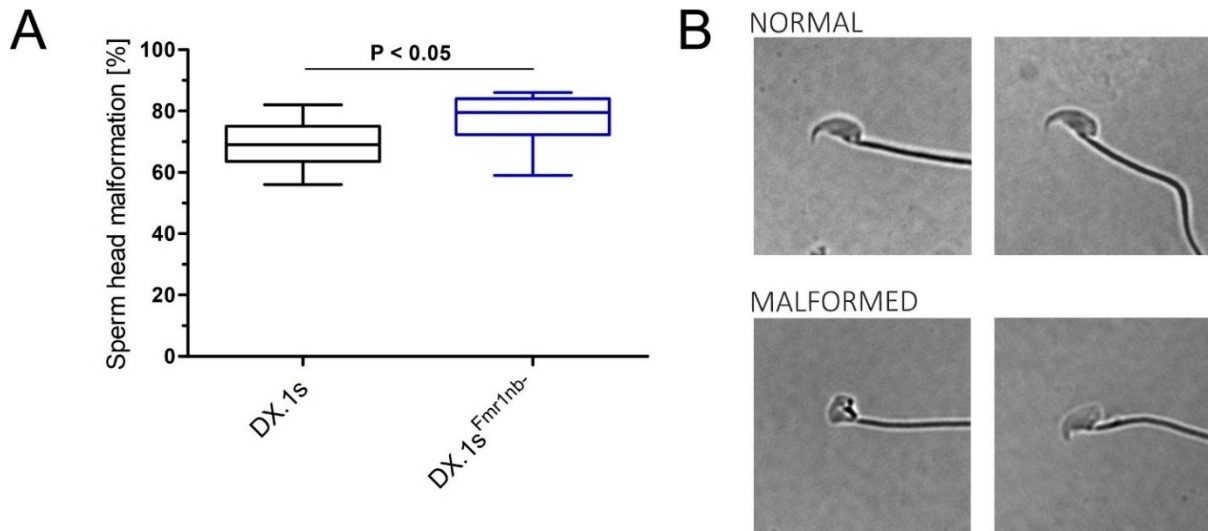 A
Sperm head malformation [%]
100
80
60
40
20
0
P < 0.05
DX.1s
DX.1s^Fmr1nb-
B
NORMAL
MALFORMED